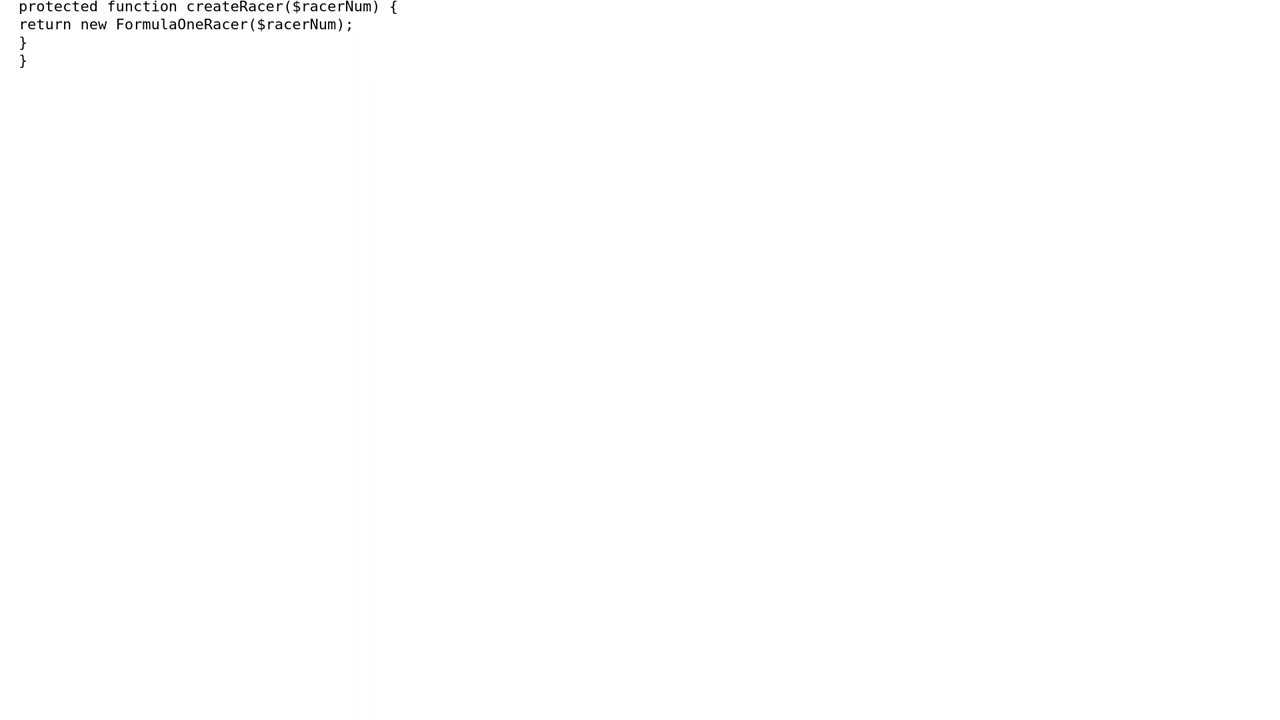 protected function createRacer($racerNum) {
return new FormulaOneRacer($racerNum);
}
}